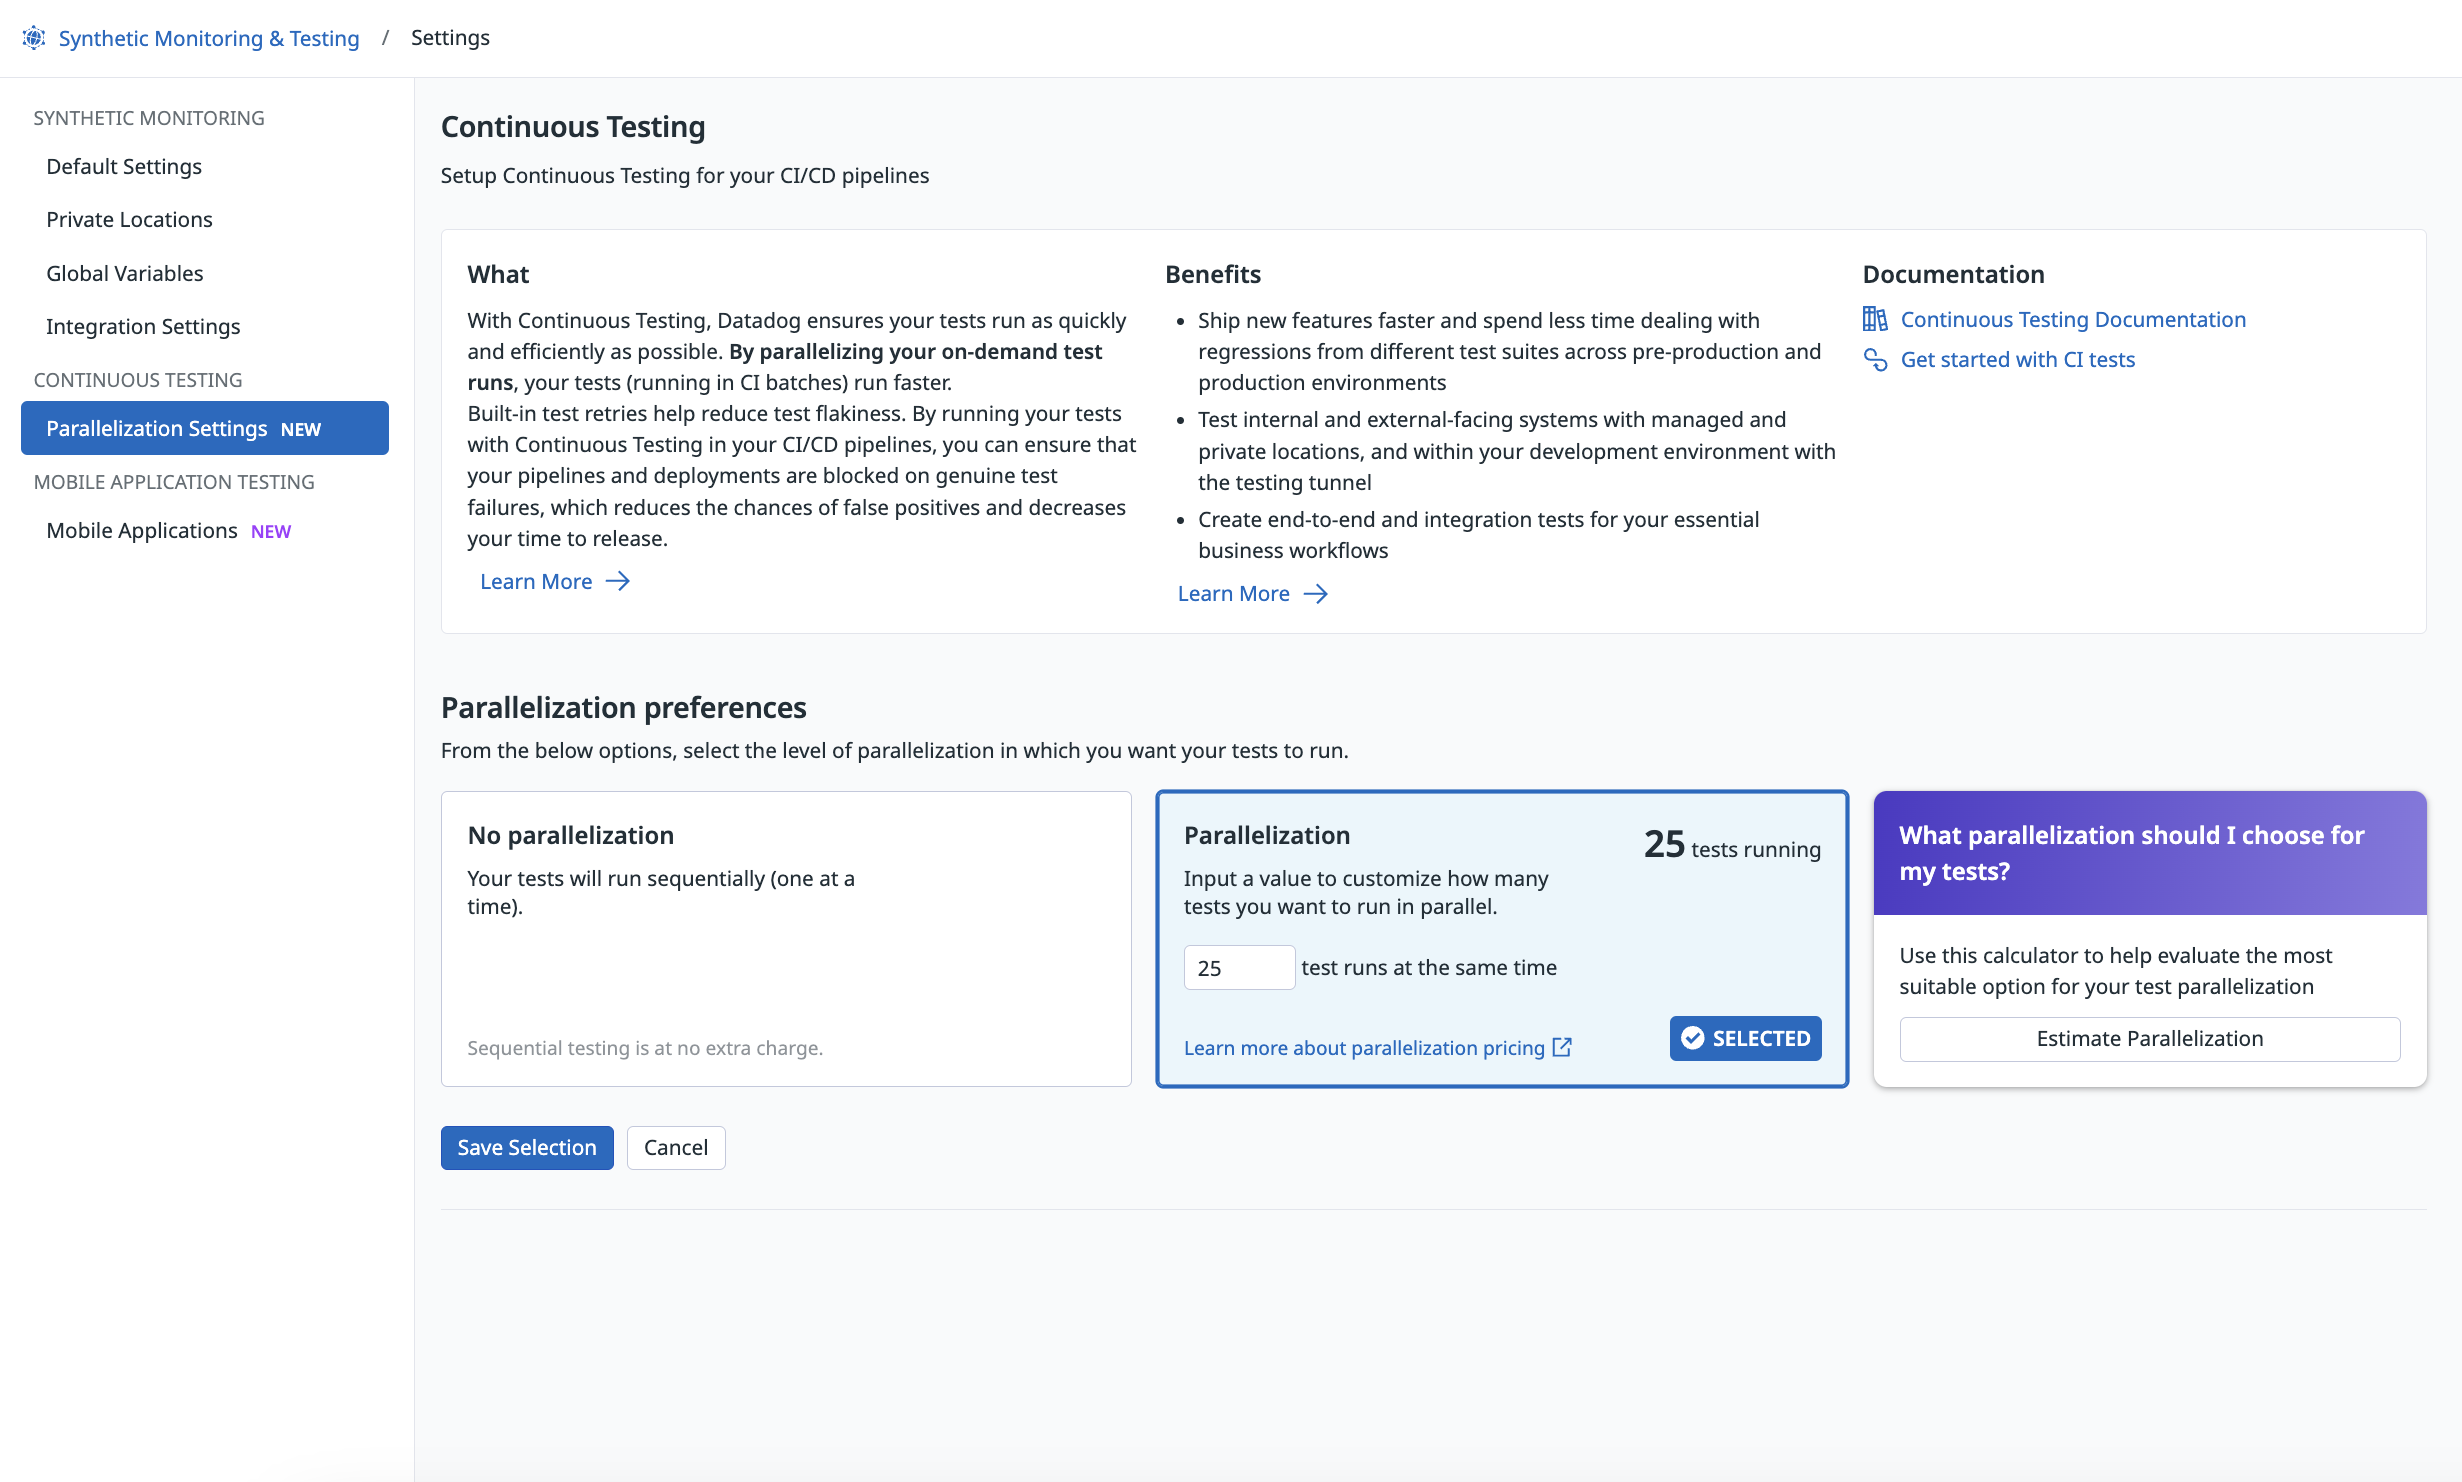 Synthetic Monitoring & Testing / Settings
SYNTHETIC MONITORING
Default Settings
Private Locations
Global Variables
Integration Settings
CONTINUOUS TESTING
Parallelization Settings NEW
MOBILE APPLICATION TESTING
Mobile Applications NEW
Continuous Testing
Setup Continuous Testing for your CI/CD pipelines
What
With Continuous Testing, Datadog ensures your tests run as quickly
and efficiently as possible. By parallelizing your on-demand test
runs, your tests (running in CI batches) run faster.
Built-in test retries help reduce test flakiness. By running your tests
with Continuous Testing in your CI/CD pipelines, you can ensure that
your pipelines and deployments are blocked on genuine test
failures, which reduces the chances of false positives and decreases
your time to release.
Learn More
Benefits
• Ship new features faster and spend less time dealing with
regressions from different test suites across pre-production and
production environments
• Test internal and external-facing systems with managed and
private locations, and within your development environment with
the testing tunnel
• Create end-to-end and integration tests for your essential
business workflows
Learn More
Documentation
Continuous Testing Documentation
Get started with CI tests
Parallelization preferences
From the below options, select the level of parallelization in which you want your tests to run.
No parallelization
Your tests will run sequentially (one at a
time).
Sequential testing is at no extra charge.
Parallelization
25 tests running
Input a value to customize how many
tests you want to run in parallel.
25 test runs at the same time
Learn more about parallelization pricing
SELECTED
What parallelization should I choose for
my tests?
Use this calculator to help evaluate the most
suitable option for your test parallelization
Estimate Parallelization
Save Selection
Cancel